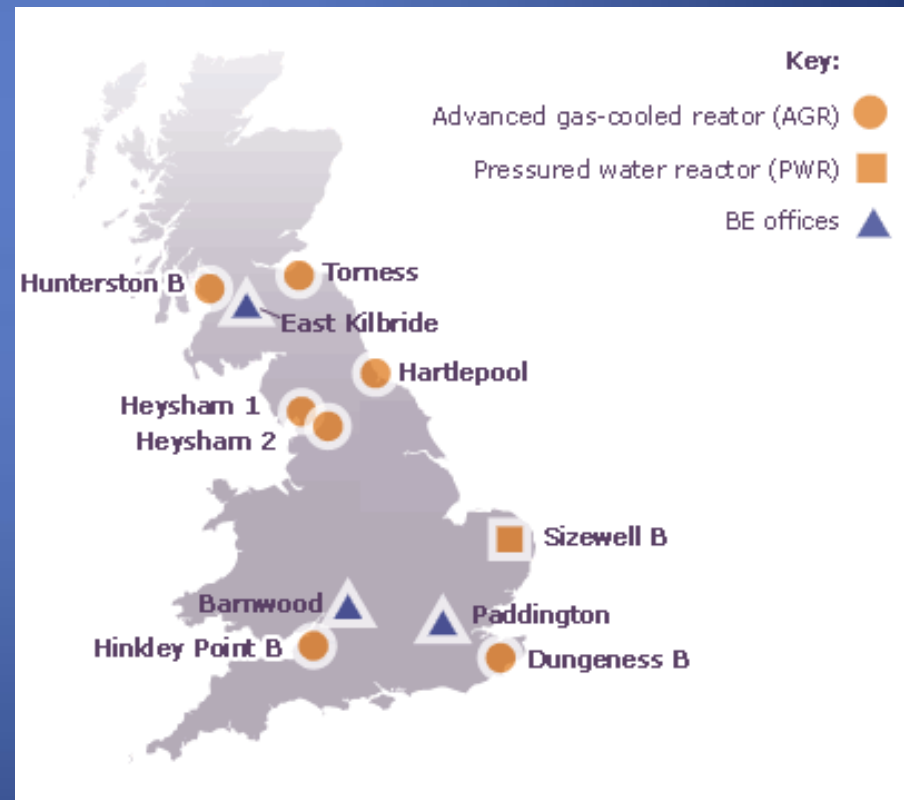 Key:
Advanced gas-cooled reator (AGR)
Pressured water reactor (PWR)
BE offices
Torness
Hunterston B
East Kilbride
Hartlepool
Heysham 1
Heysham 2
Sizewell B
Barnwood
Paddington
Hinkley Point B
Dungeness B